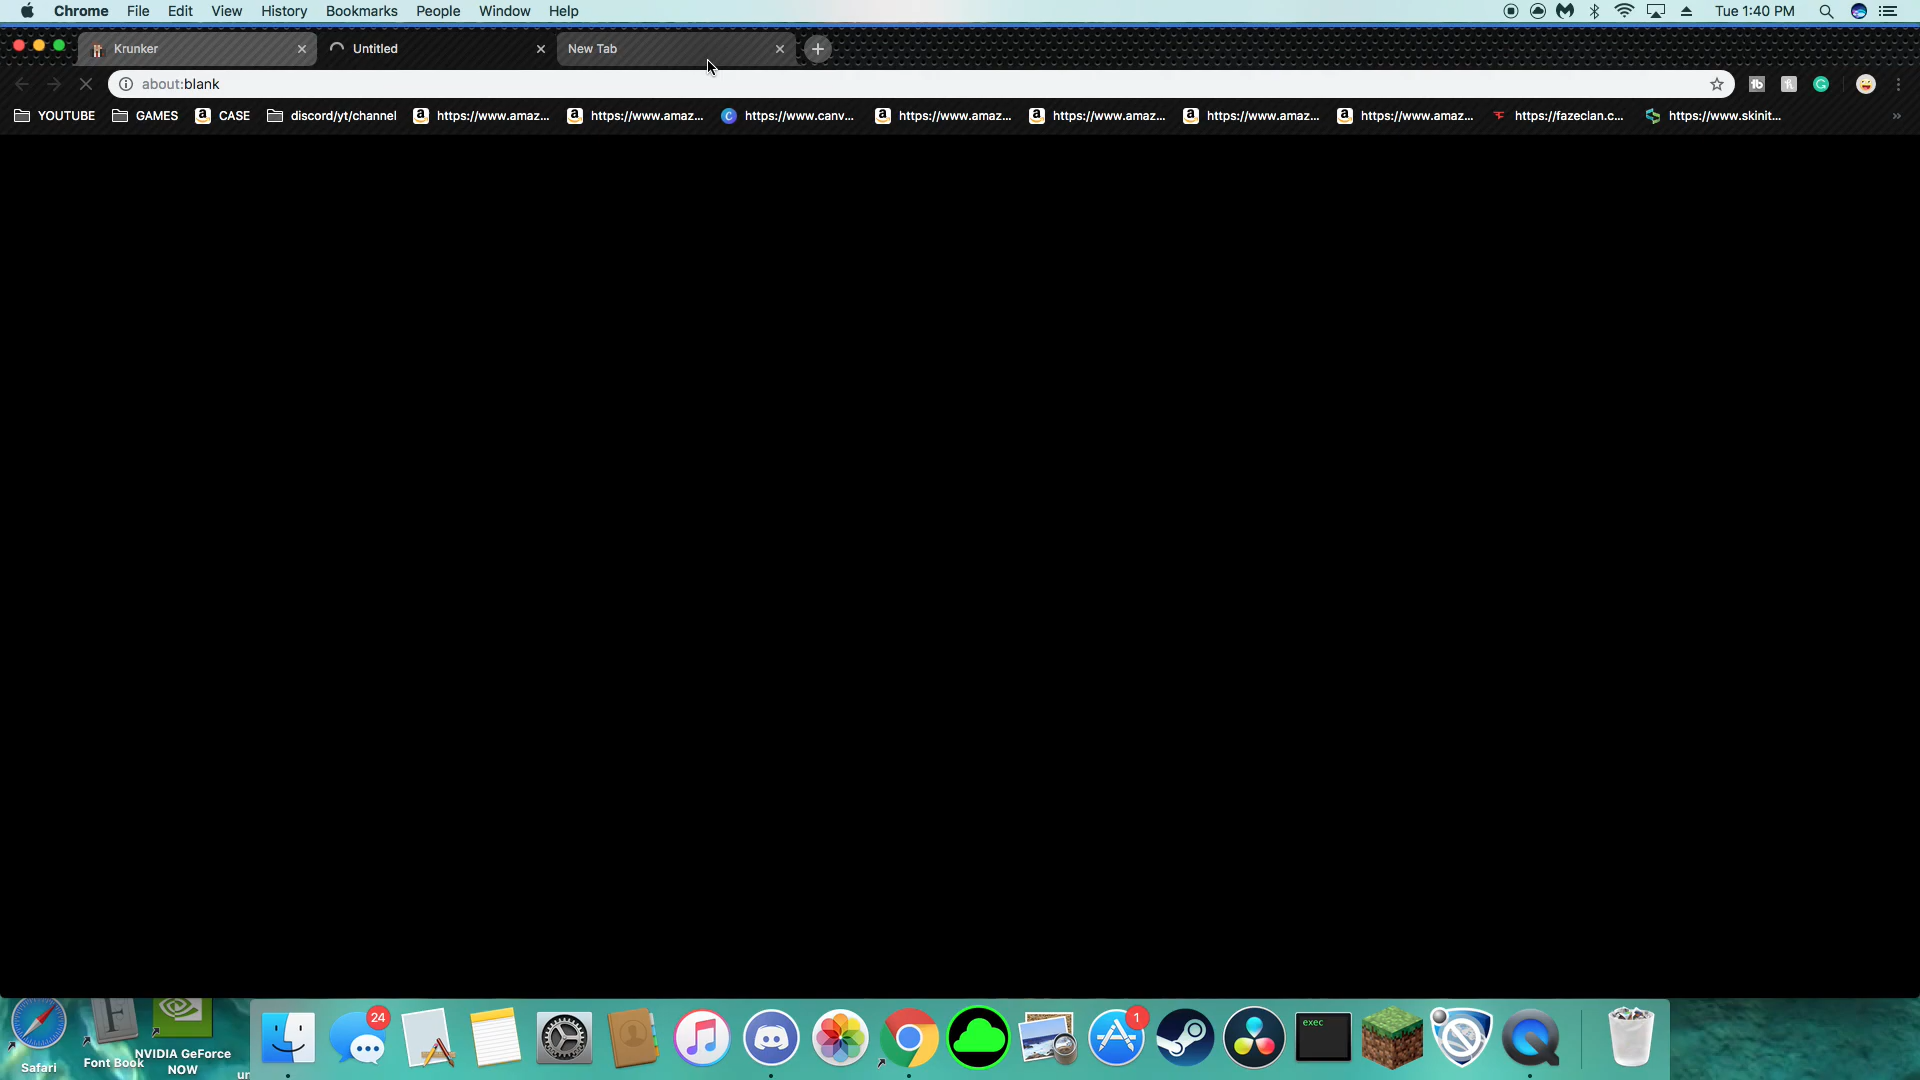 Chrome File Edit View History Bookmarks People Window Help Tue 1:40 PM
Krunker Untitled New Tab
about:blank
YOUTUBE GAMES CASE discord/yt/channel https://www.amaz... https://www.amaz... https://www.canv... https://www.amaz... https://www.amaz... https://www.amaz... https://www.amaz... https://fazeclan.c... https://www.skinit...
24 1
exec
Safari Font Book NVIDIA GeForce NOW